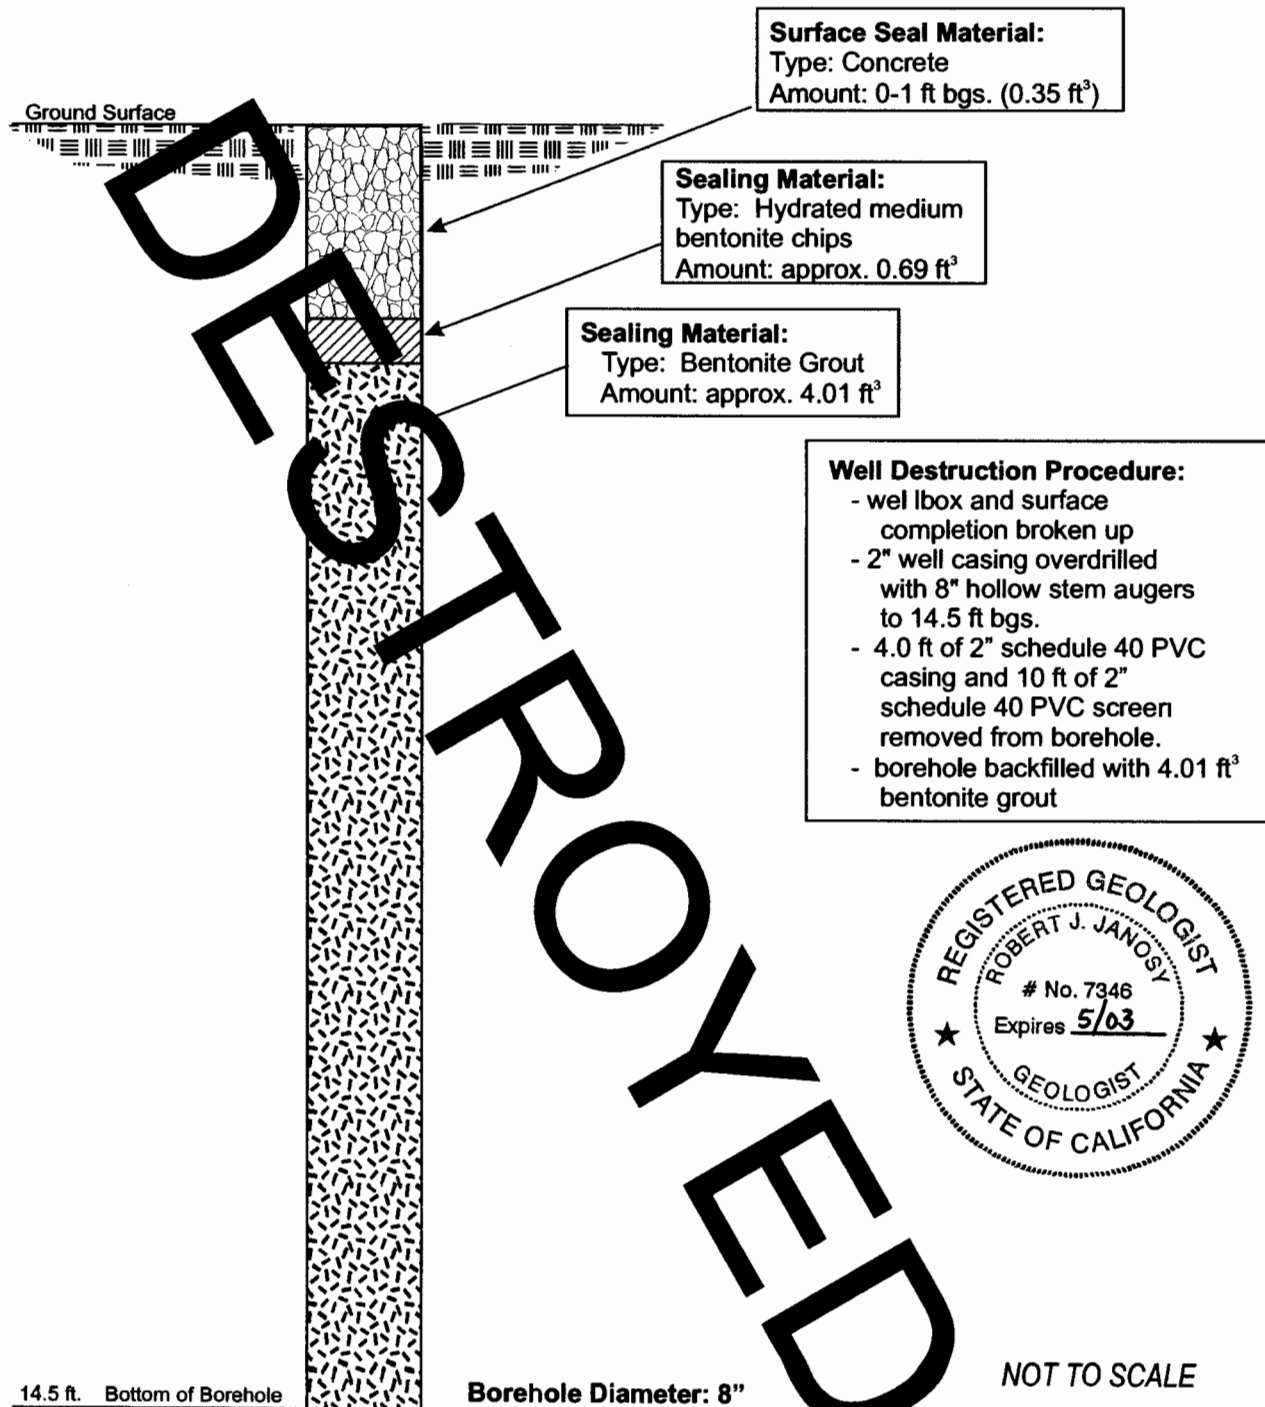 Surface Seal Material:
Type: Concrete
Amount: 0-1 ft bgs. (0.35 ft³)
Ground Surface
Sealing Material:
Type: Hydrated medium
bentonite chips
Amount: approx. 0.69 ft³
Sealing Material:
Type: Bentonite Grout
Amount: approx. 4.01 ft³
Well Destruction Procedure:
- wel lbox and surface
completion broken up
- 2" well casing overdrilled
with 8" hollow stem augers
to 14.5 ft bgs.
- 4.0 ft of 2" schedule 40 PVC
casing and 10 ft of 2"
schedule 40 PVC screen
removed from borehole.
- borehole backfilled with 4.01 ft³
bentonite grout
DESTROYED
REGISTERED GEOLOGIST
ROBERT J. JANOSY
# No. 7346
Expires 5/03
GEOLOGIST
STATE OF CALIFORNIA
NOT TO SCALE
14.5 ft. Bottom of Borehole
Borehole Diameter: 8"